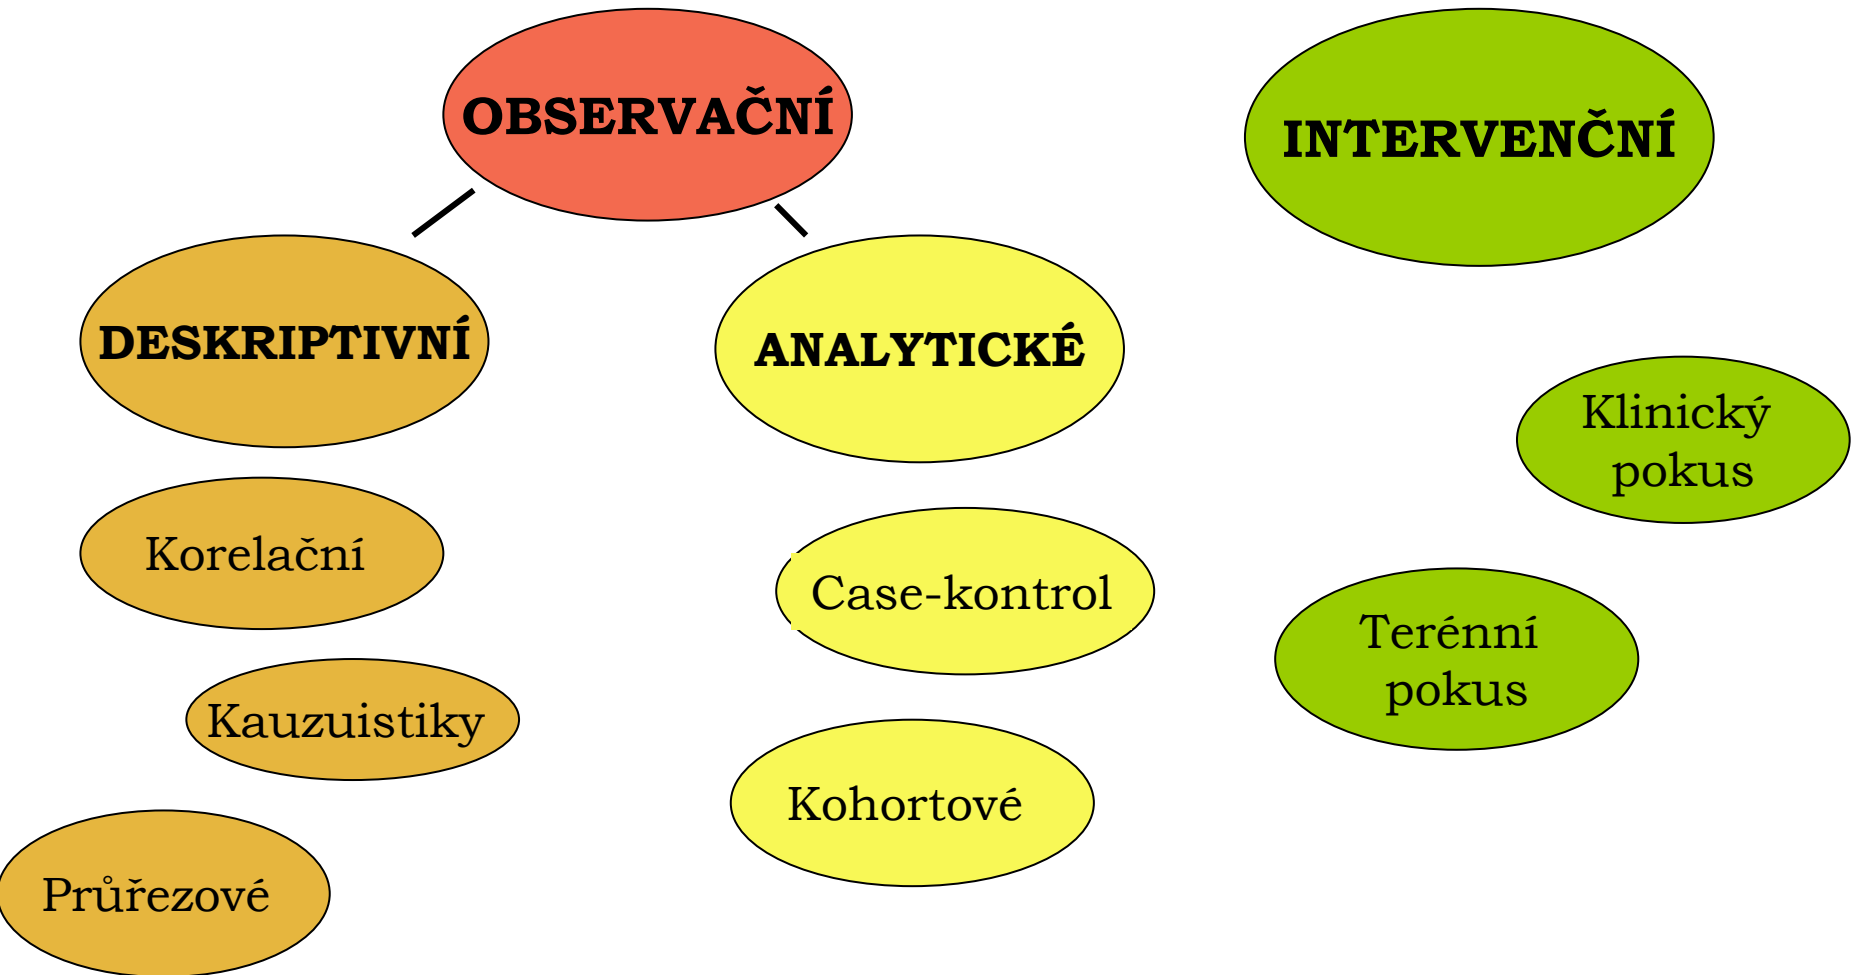 OBSERVAČNÍ
INTERVENČNÍ
DESKRIPTIVNÍ
ANALYTICKÉ
Klinický
pokus
Korelační
Case-kontrol
Terénní
pokus
Kauzuistiky
Kohortové
Průřezové